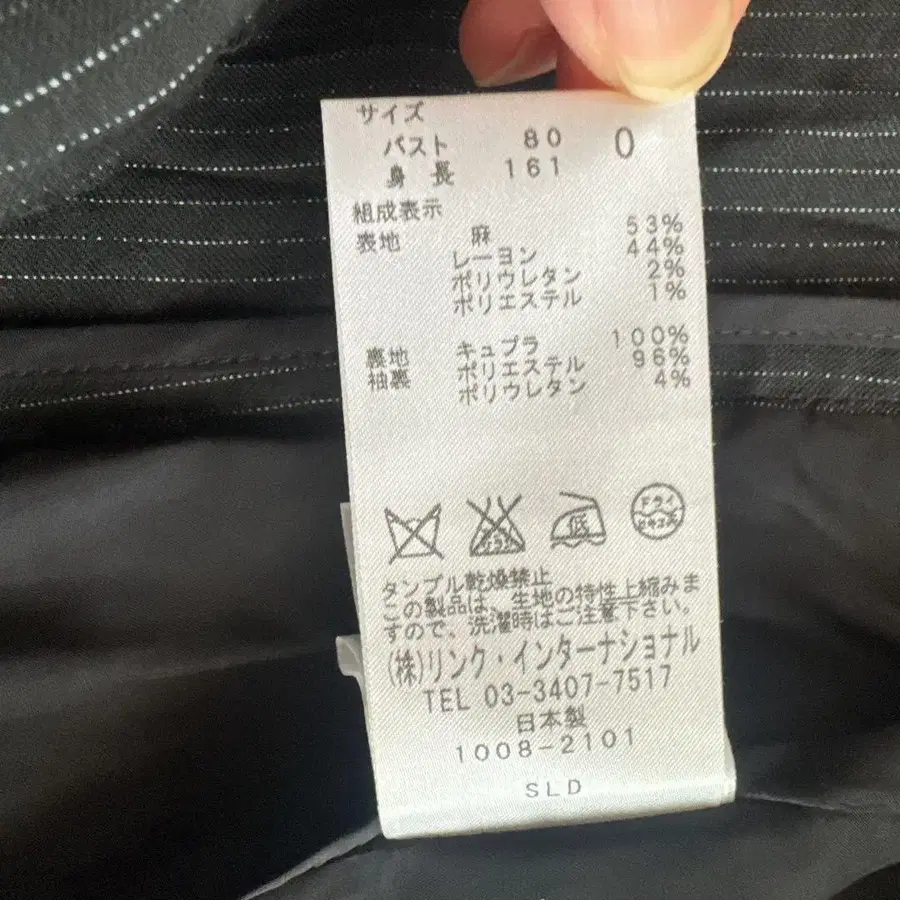 サイズ
バスト 80 0
身長 161
組成表示
表地 麻 53%
レーヨン 44%
ポリウレタン 2%
ポリエステル 1%
裏地 キュプラ 100%
袖裏 ポリエステル 96%
ポリウレタン 4%
低 ドライ
タンブル乾燥禁止
この製品は、生地の特性上縮みま
すので、洗濯時はご注意下さい。
(株)リンク・インターナショナル
TEL 03-3407-7517
日本製
1008-2101
SLD